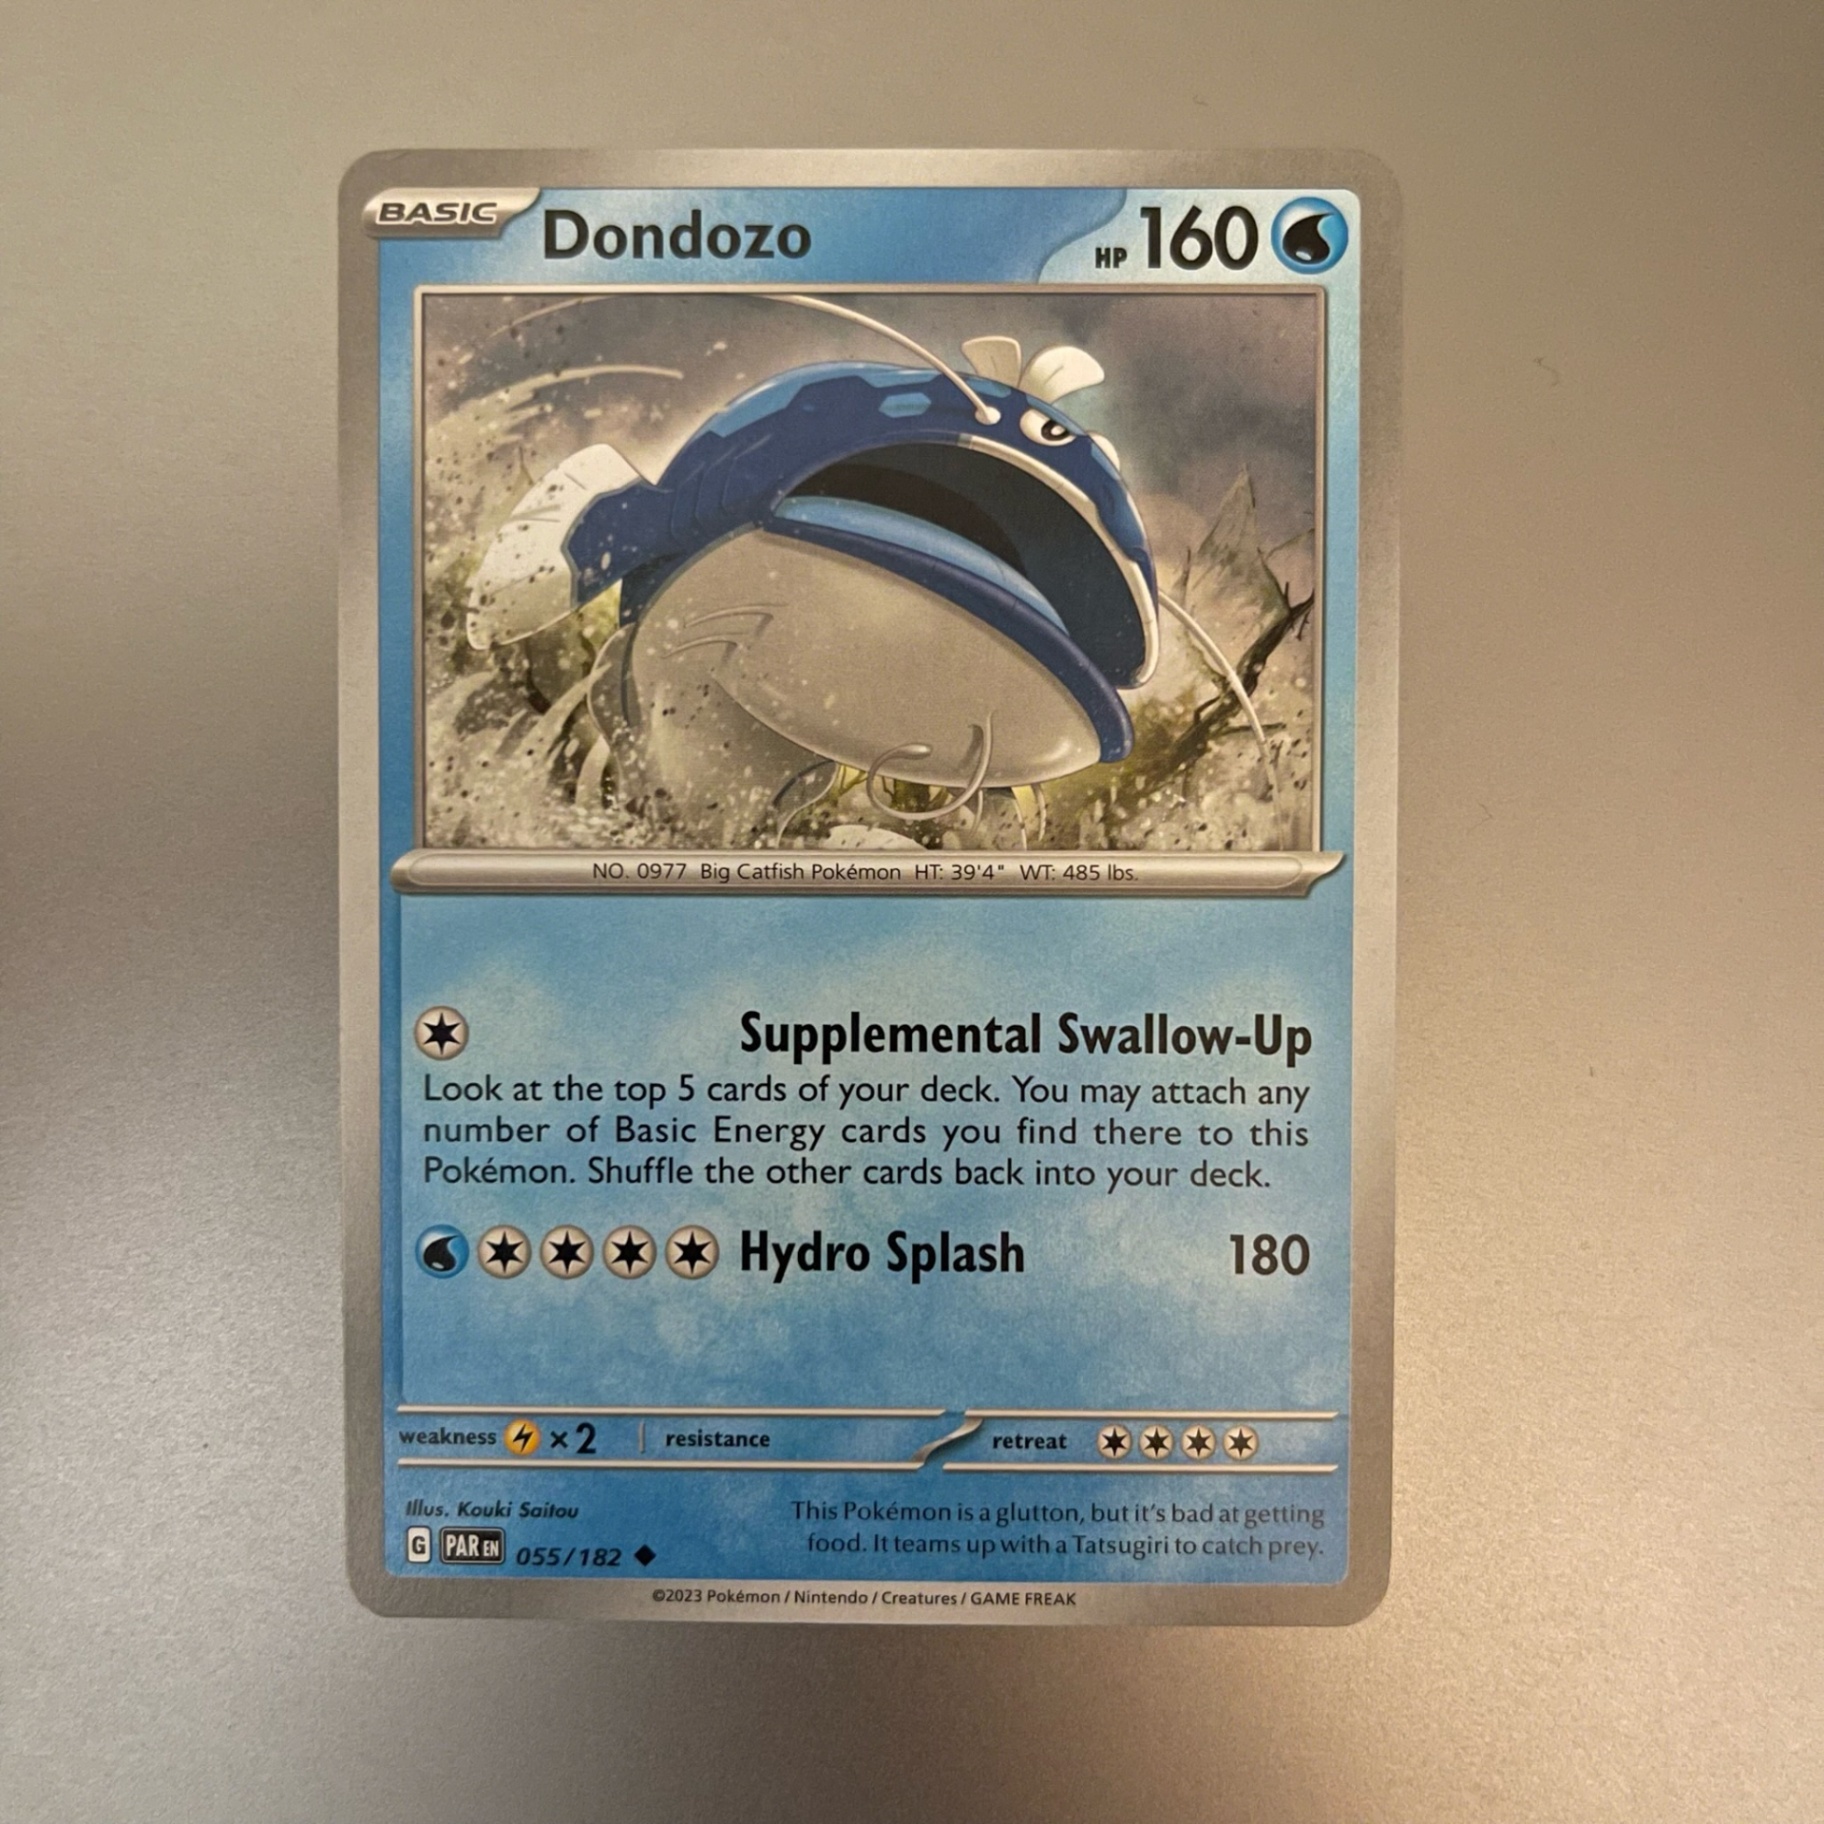 BASIC Dondozo HP 160
NO. 0977 Big Catfish Pokémon HT: 39'4" WT: 485 lbs.
Supplemental Swallow-Up
Look at the top 5 cards of your deck. You may attach any
number of Basic Energy cards you find there to this
Pokémon. Shuffle the other cards back into your deck.
Hydro Splash 180
weakness ×2 resistance retreat
Illus. Kouki Saitou
This Pokémon is a glutton, but it's bad at getting
food. It teams up with a Tatsugiri to catch prey.
G PAR EN 055/182
©2023 Pokémon / Nintendo / Creatures / GAME FREAK